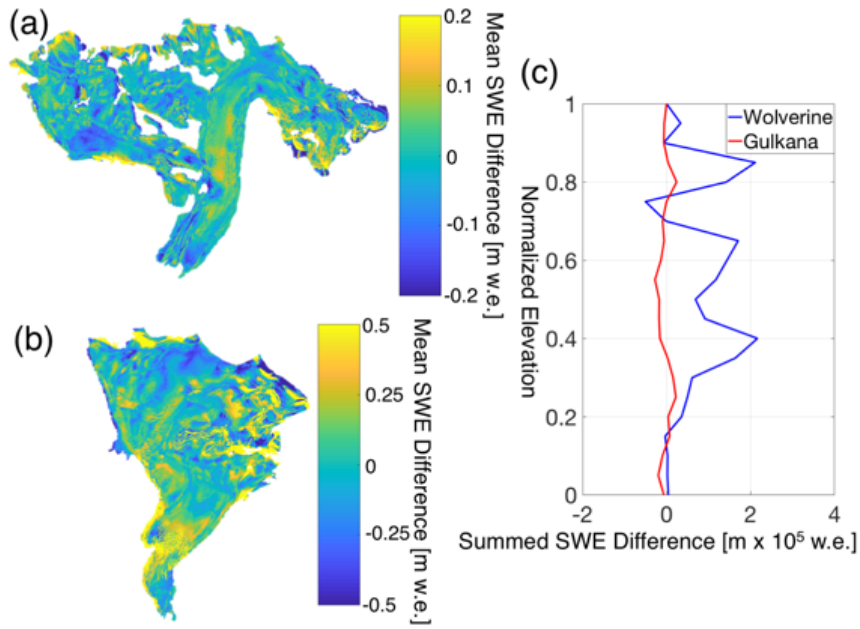 (a)
0.2
0.1
0
-0.1
-0.2
Mean SWE Difference [m w.e.]
(b)
0.5
0.25
0
-0.25
-0.5
Mean SWE Difference [m w.e.]
(c)
1
0.8
0.6
0.4
0.2
0
Normalized Elevation
Wolverine
Gulkana
-2
0
2
4
Summed SWE Difference [m x 10⁵ w.e.]